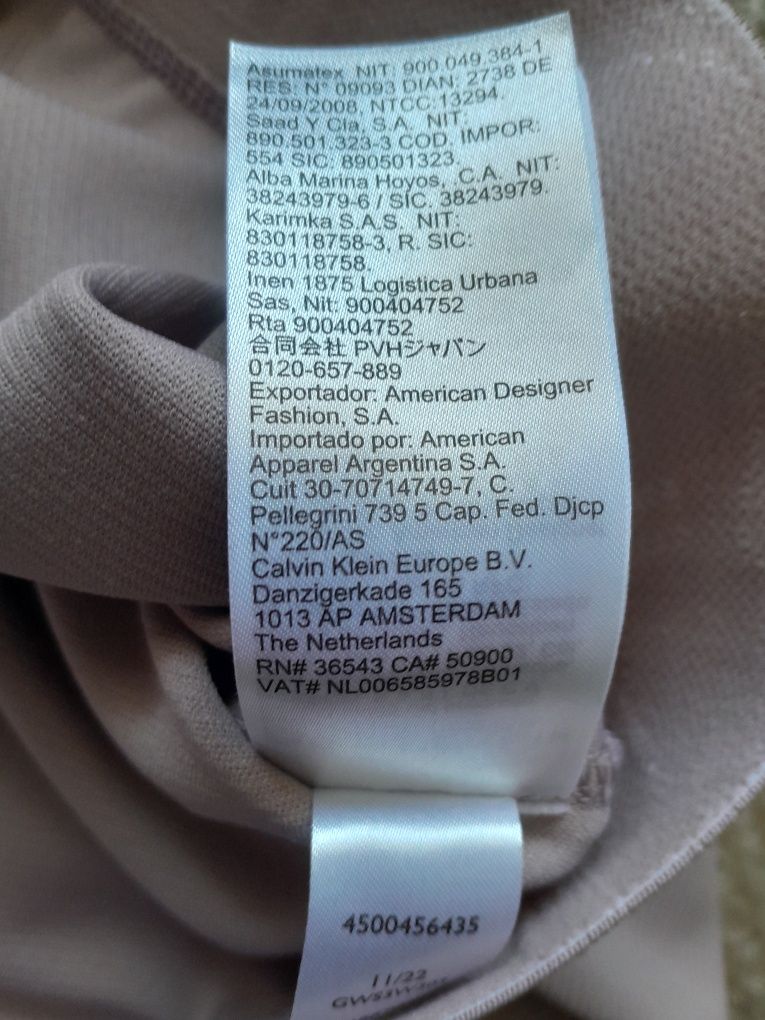 Asumatex, NIT: 900 049 384-1
RES: N° 09093 DIAN: 2738 DE
24/09/2008, NTCC:13294.
Saad Y Cia, S.A. NIT:
890.501.323-3 COD. IMPOR:
554 SIC: 890501323.
Alba Marina Hoyos, C.A. NIT:
38243979-6 / SIC. 38243979.
Karimka S.A.S, NIT:
830118758-3, R. SIC:
830118758.
Inen 1875 Logistica Urbana
Sas, Nit: 900404752
Rta 900404752
合同会社 PVHジャパン
0120-657-889
Exportador: American Designer
Fashion, S.A.
Importado por: American
Apparel Argentina S.A.
Cuit 30-70714749-7, C.
Pellegrini 739 5 Cap. Fed. Djcp
N°220/AS
Calvin Klein Europe B.V.
Danzigerkade 165
1013 AP AMSTERDAM
The Netherlands
RN# 36543 CA# 50900
VAT# NL006585978B01
4500456435
11/22